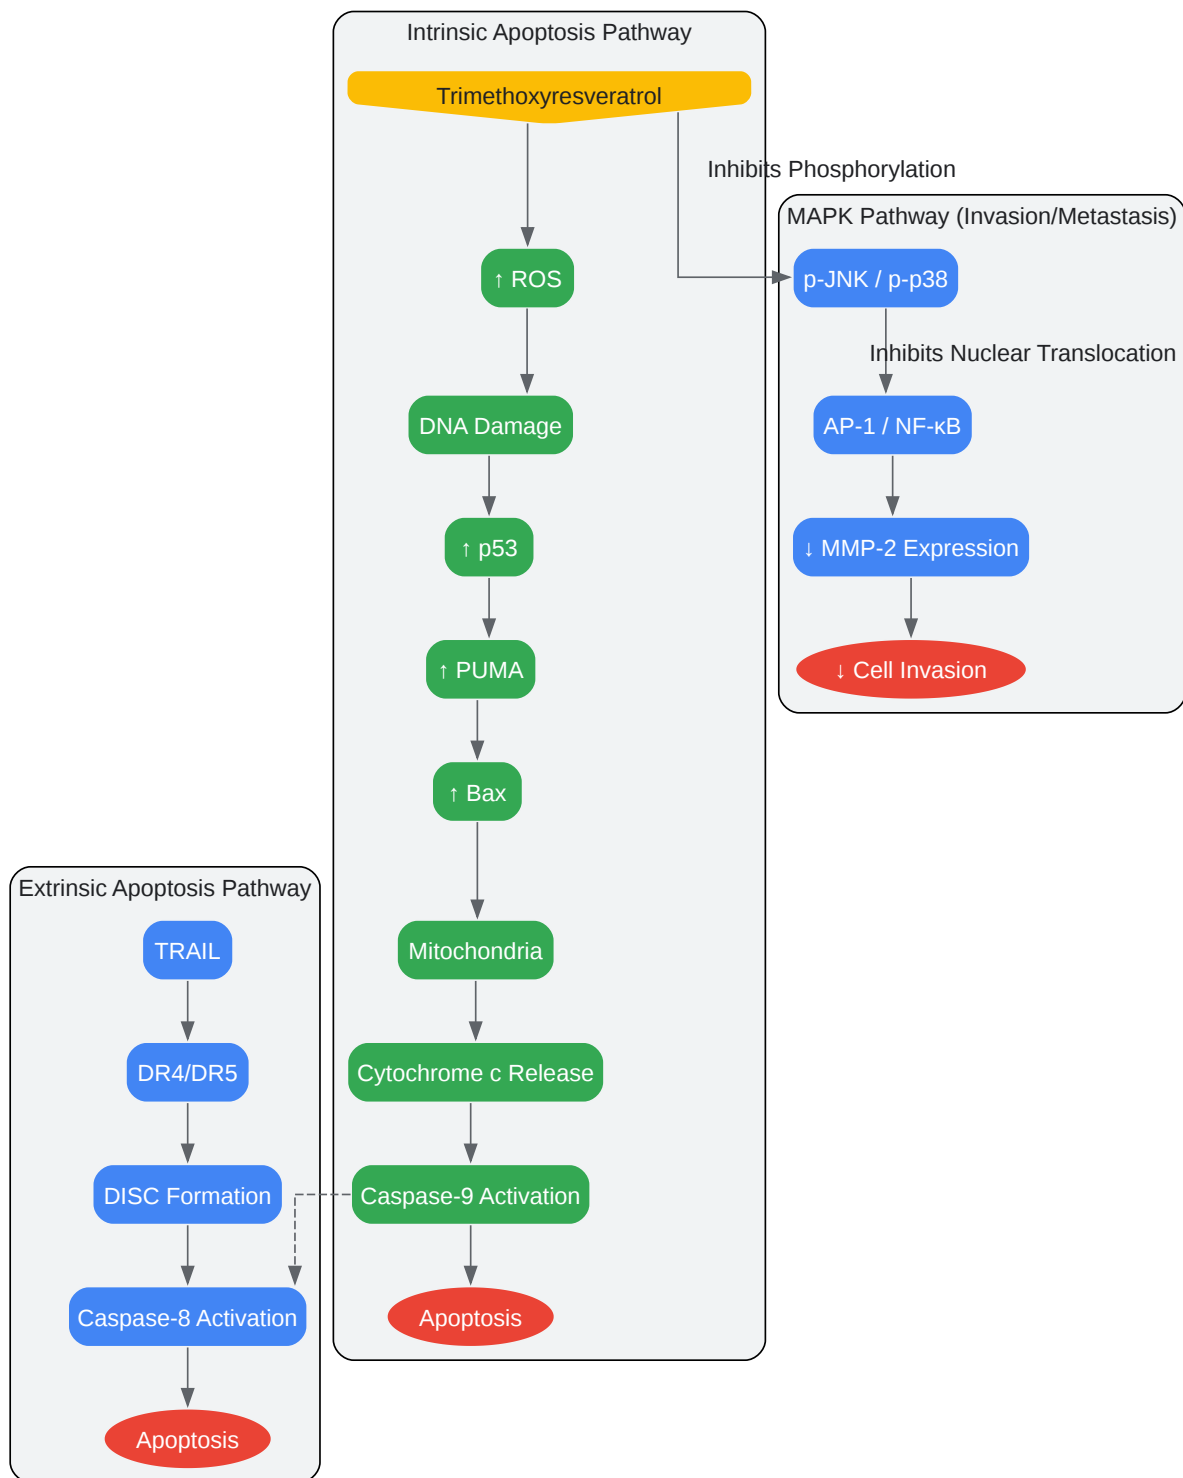 Intrinsic Apoptosis Pathway
Trimethoxyresveratrol
Inhibits Phosphorylation
MAPK Pathway (Invasion/Metastasis)
↑ ROS
p-JNK / p-p38
Inhibits Nuclear Translocation
DNA Damage
AP-1 / NF-κB
↑ p53
↓ MMP-2 Expression
↑ PUMA
↓ Cell Invasion
↑ Bax
Extrinsic Apoptosis Pathway
TRAIL
Mitochondria
DR4/DR5
Cytochrome c Release
DISC Formation
Caspase-9 Activation
Caspase-8 Activation
Apoptosis
Apoptosis